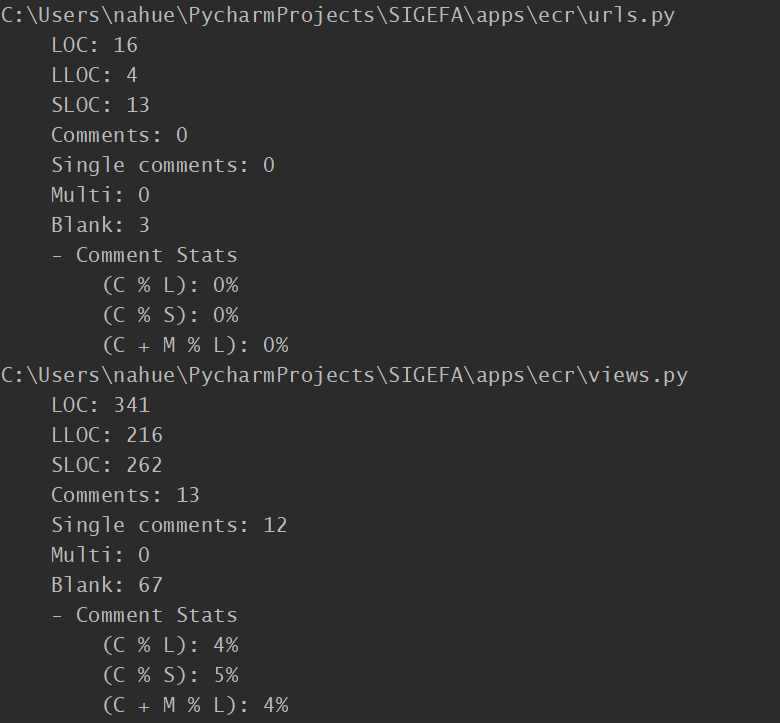 C:\Users\nahue\PycharmProjects\SIGEFA\apps\ecr\urls.py
LOC: 16
LLOC: 4
SLOC: 13
Comments: 0
Single comments: 0
Multi: 0
Blank: 3
- Comment Stats
(C % L): 0%
(C % S): 0%
(C + M % L): 0%
C:\Users\nahue\PycharmProjects\SIGEFA\apps\ecr\views.py
LOC: 341
LLOC: 216
SLOC: 262
Comments: 13
Single comments: 12
Multi: 0
Blank: 67
- Comment Stats
(C % L): 4%
(C % S): 5%
(C + M % L): 4%